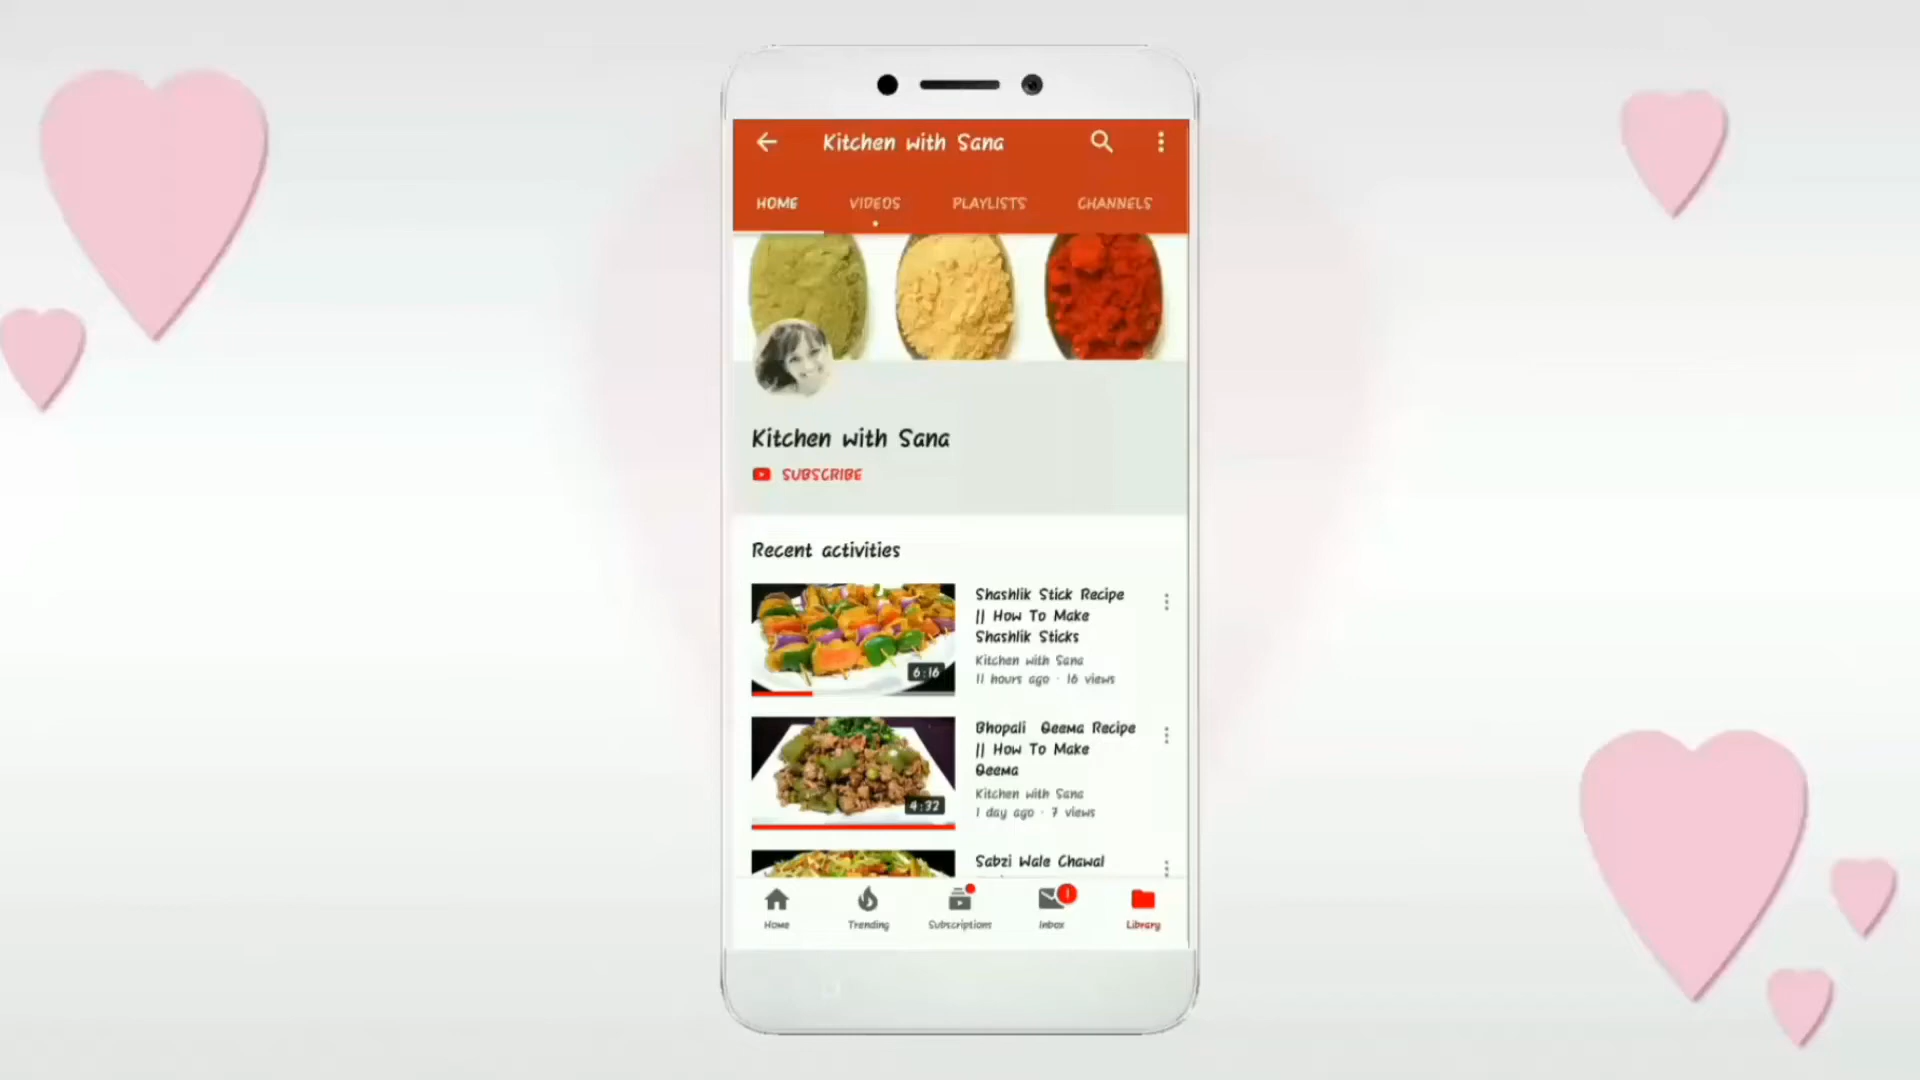 Kitchen with Sana
HOME VIDEOS PLAYLISTS CHANNELS
Kitchen with Sana
SUBSCRIBE
Recent activities
Shashlik Stick Recipe
|| How To Make
Shashlik Sticks
Kitchen with Sana
11 hours ago · 16 views
6:16
Bhopali Qeema Recipe
|| How To Make
Qeema
Kitchen with Sana
1 day ago · 7 views
4:32
Sabzi Wale Chawal
1
Home Trending Subscriptions Inbox Library